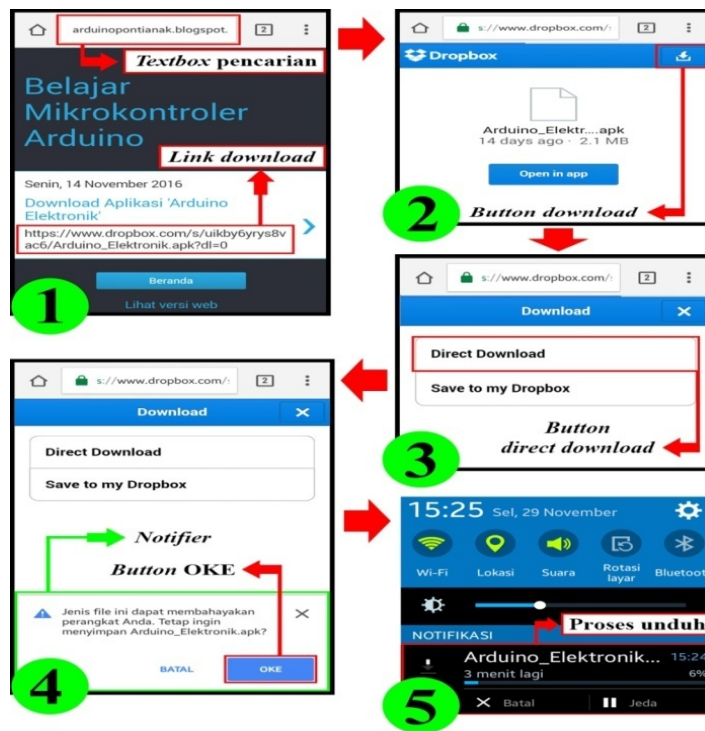 arduinopontianak.blogspot.
2
Textbox pencarian
Belajar
Mikrokontroler
Arduino
Link download
Senin, 14 November 2016
Download Aplikasi 'Arduino
Elektronik'
https://www.dropbox.com/s/uikby6yrys8v
ac6/Arduino_Elektronik.apk?dl=0
Beranda
Lihat versi web
1
s://www.dropbox.com/s
2
Dropbox
Arduino_Elektr....apk
14 days ago · 2.1 MB
Open in app
Button download
2
s://www.dropbox.com/s
2
Download
Direct Download
Save to my Dropbox
Button
direct download
3
s://www.dropbox.com/s
2
Download
Direct Download
Save to my Dropbox
Notifier
Button OKE
Jenis file ini dapat membahayakan
perangkat Anda. Tetap ingin
menyimpan Arduino_Elektronik.apk?
BATAL
OKE
4
15:25 Sel, 29 November
Wi-Fi
Lokasi
Suara
Rotasi
layar
Bluetoot
Proses unduh
NOTIFIKASI
Arduino_Elektronik... 15:24
3 menit lagi
6%
Batal
Jeda
5